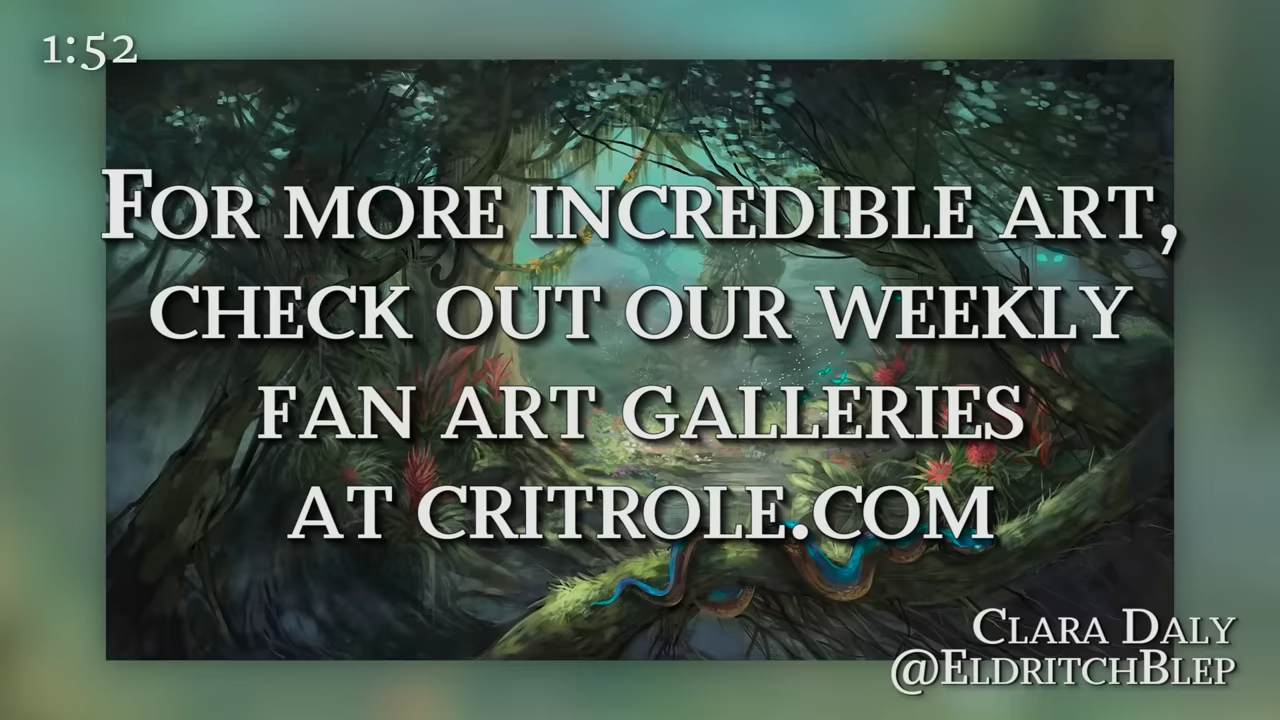 1:52
For more incredible art,
check out our weekly
fan art galleries
at critrole.com
Clara Daly
@EldritchBlep